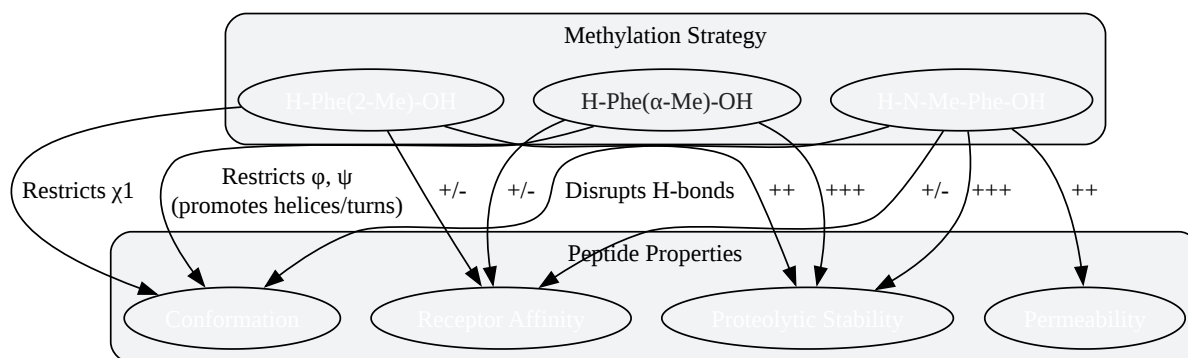 Methylation Strategy
H-Phe(2-Me)-OH
H-Phe(α-Me)-OH
H-N-Me-Phe-OH
Restricts χ1
Restricts φ, ψ
(promotes helices/turns)
+/-
+/-
Disrupts H-bonds
++
+++
+/-
+++
++
Peptide Properties
Conformation
Receptor Affinity
Proteolytic Stability
Permeability